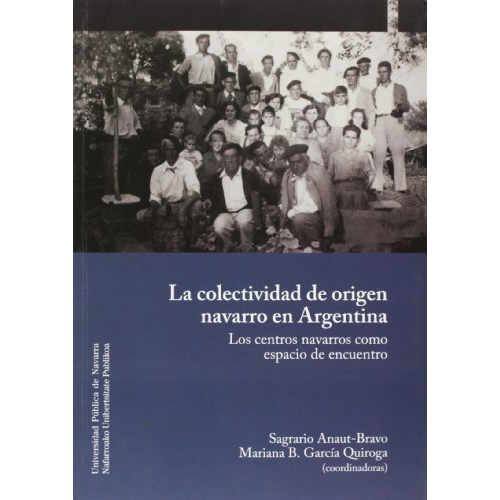 La colectividad de origen
navarro en Argentina
Los centros navarros como
espacio de encuentro
Sagrario Anaut-Bravo
Mariana B. García Quiroga
(coordinadoras)
Universidad Pública de Navarra
Nafarroako Unibertsitate Publikoa